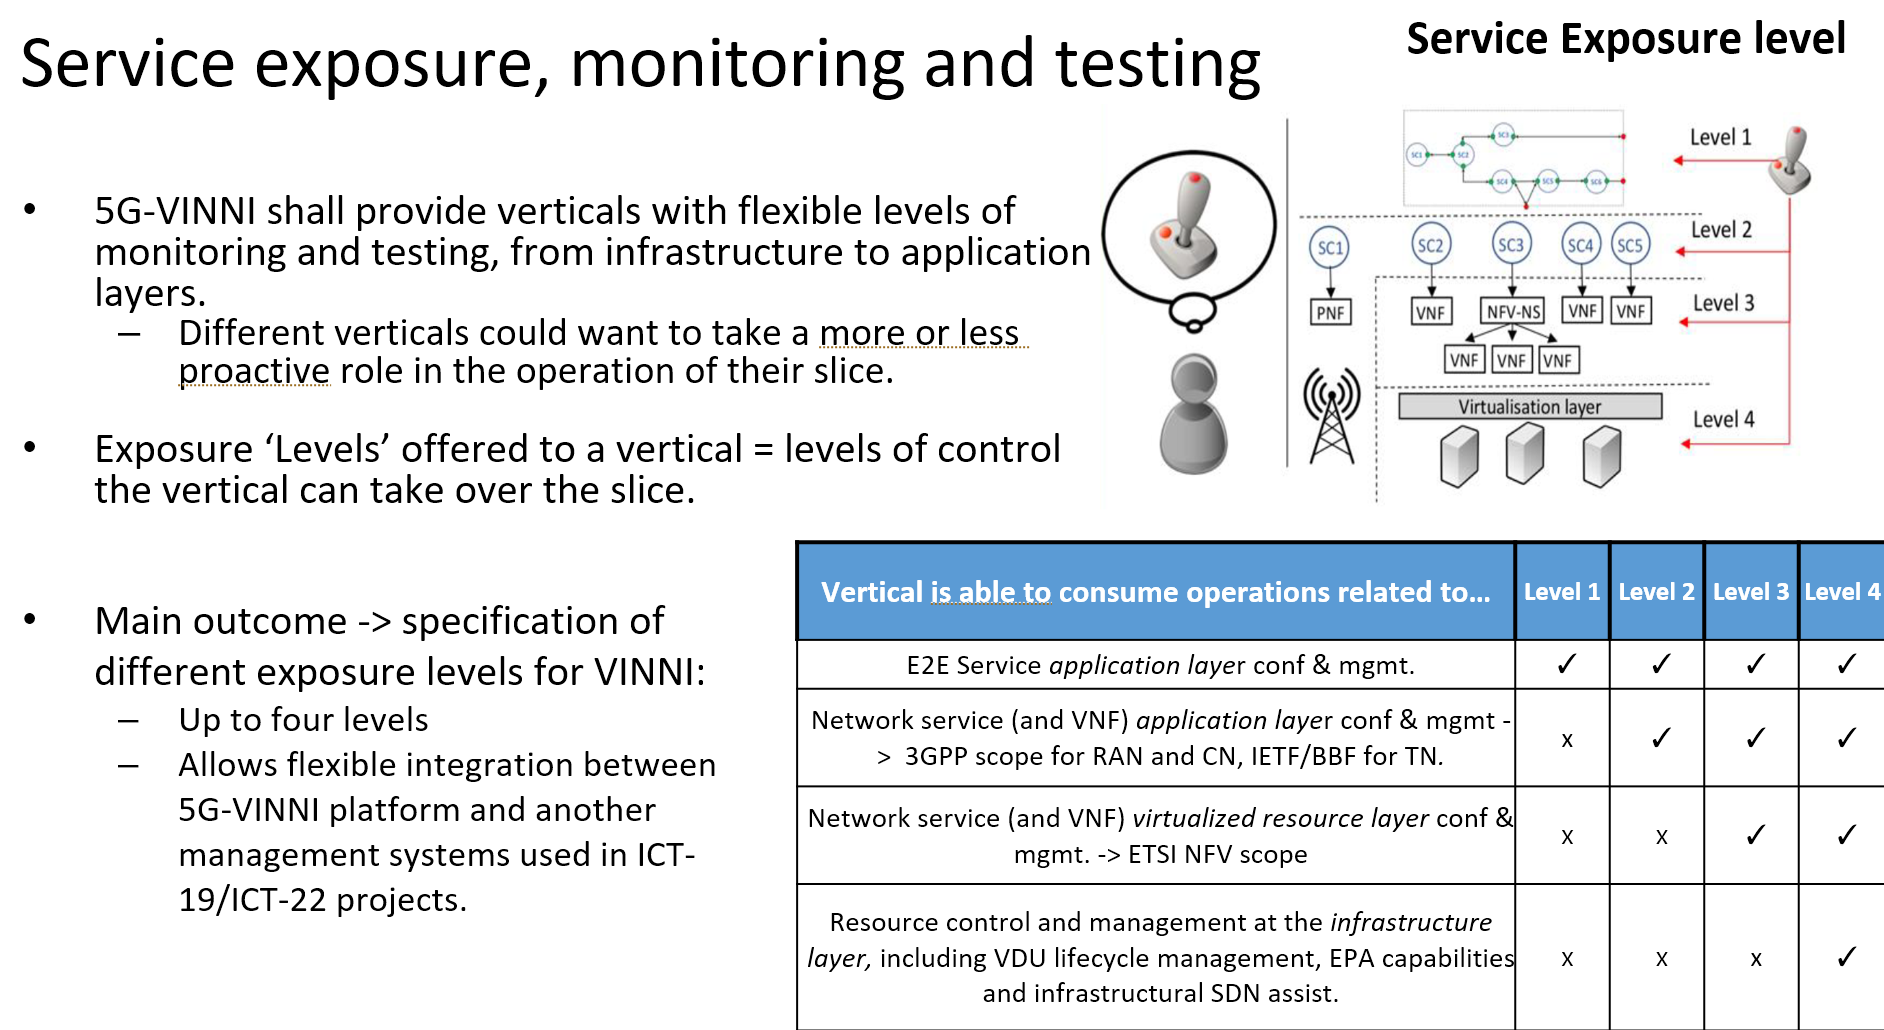 Service exposure, monitoring and testing
Service Exposure level
• 5G-VINNI shall provide verticals with flexible levels of
monitoring and testing, from infrastructure to application
layers.
– Different verticals could want to take a more or less
proactive role in the operation of their slice.
• Exposure ‘Levels’ offered to a vertical = levels of control
the vertical can take over the slice.
• Main outcome -> specification of
different exposure levels for VINNI:
– Up to four levels
– Allows flexible integration between
5G-VINNI platform and another
management systems used in ICT-
19/ICT-22 projects.
SC3
SC1 SC2
SC4 SC5 SC6
Level 1
Level 2
SC1 SC2 SC3 SC4 SC5
Level 3
PNF VNF NFV-NS VNF VNF
VNF VNF VNF
Virtualisation layer
Level 4
Vertical is able to consume operations related to... Level 1 Level 2 Level 3 Level 4
E2E Service application layer conf & mgmt. ✓ ✓ ✓ ✓
Network service (and VNF) application layer conf & mgmt -
> 3GPP scope for RAN and CN, IETF/BBF for TN. x ✓ ✓ ✓
Network service (and VNF) virtualized resource layer conf &
mgmt. -> ETSI NFV scope x x ✓ ✓
Resource control and management at the infrastructure
layer, including VDU lifecycle management, EPA capabilities
and infrastructural SDN assist. x x x ✓